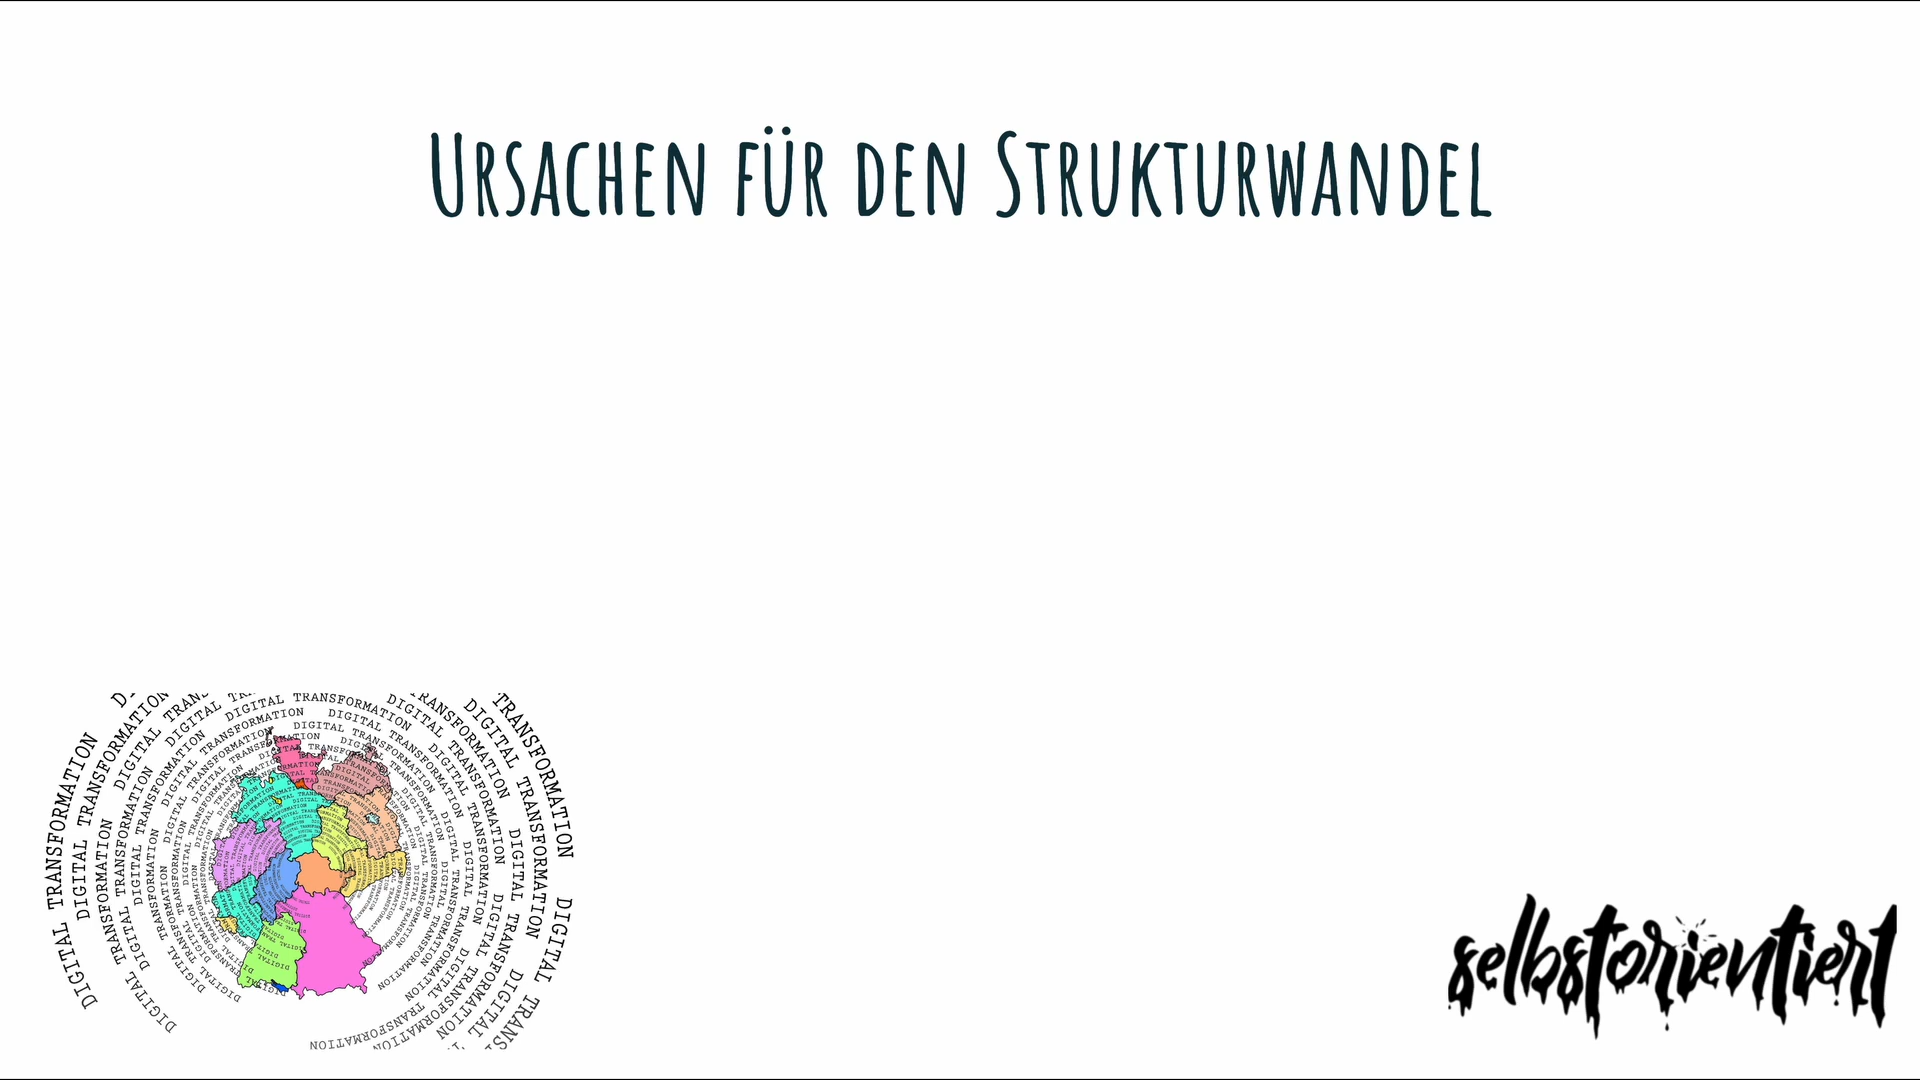 Ursachen für den Strukturwandel
DIGITAL TRANSFORMATION
selbstorientiert